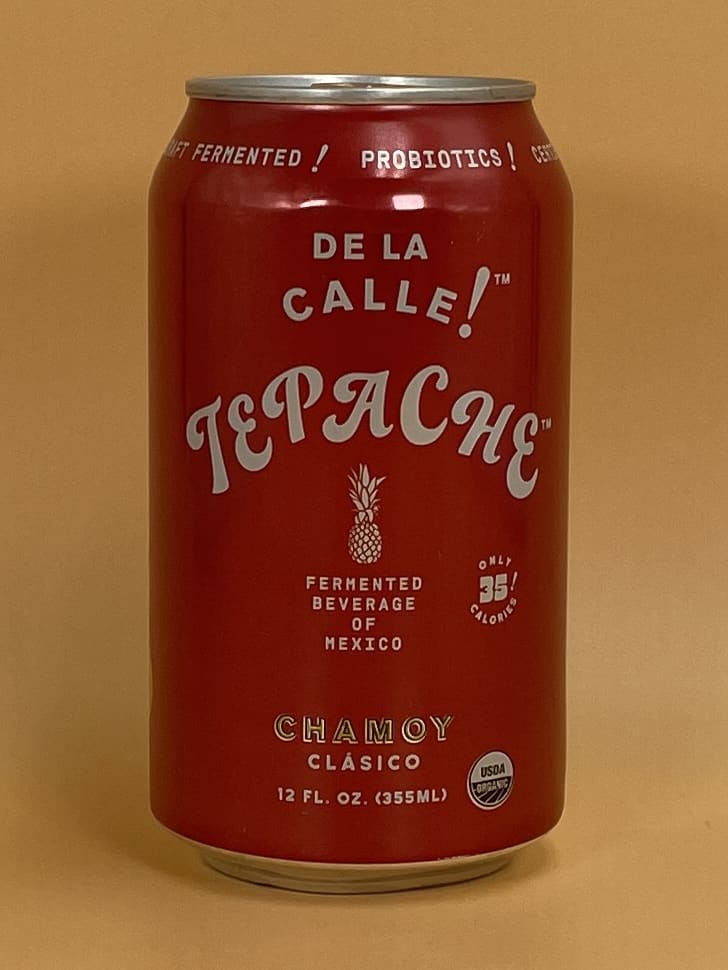 FERMENTED! PROBIOTICS!
DE LA
CALLE!™
TEPACHE™
FERMENTED
BEVERAGE
OF
MEXICO
ONLY
35!
CALORIES
CHAMOY
CLÁSICO
12 FL. OZ. (355ML)
USDA
ORGANIC